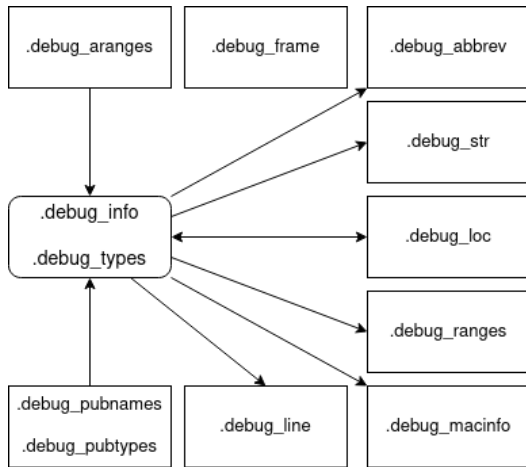 .debug_aranges
.debug_frame
.debug_abbrev
.debug_str
.debug_info
.debug_types
.debug_loc
.debug_ranges
.debug_pubnames
.debug_pubtypes
.debug_line
.debug_macinfo